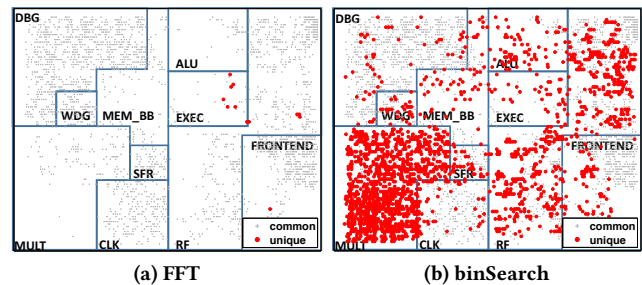 DBG
ALU
WDG
MEM_BB
EXEC
FRONTEND
SFR
MULT
CLK
RF
common
unique
(a) FFT
DBG
ALU
WDG
MEM_BB
EXEC
FRONTEND
SFR
MULT
CLK
RF
common
unique
(b) binSearch